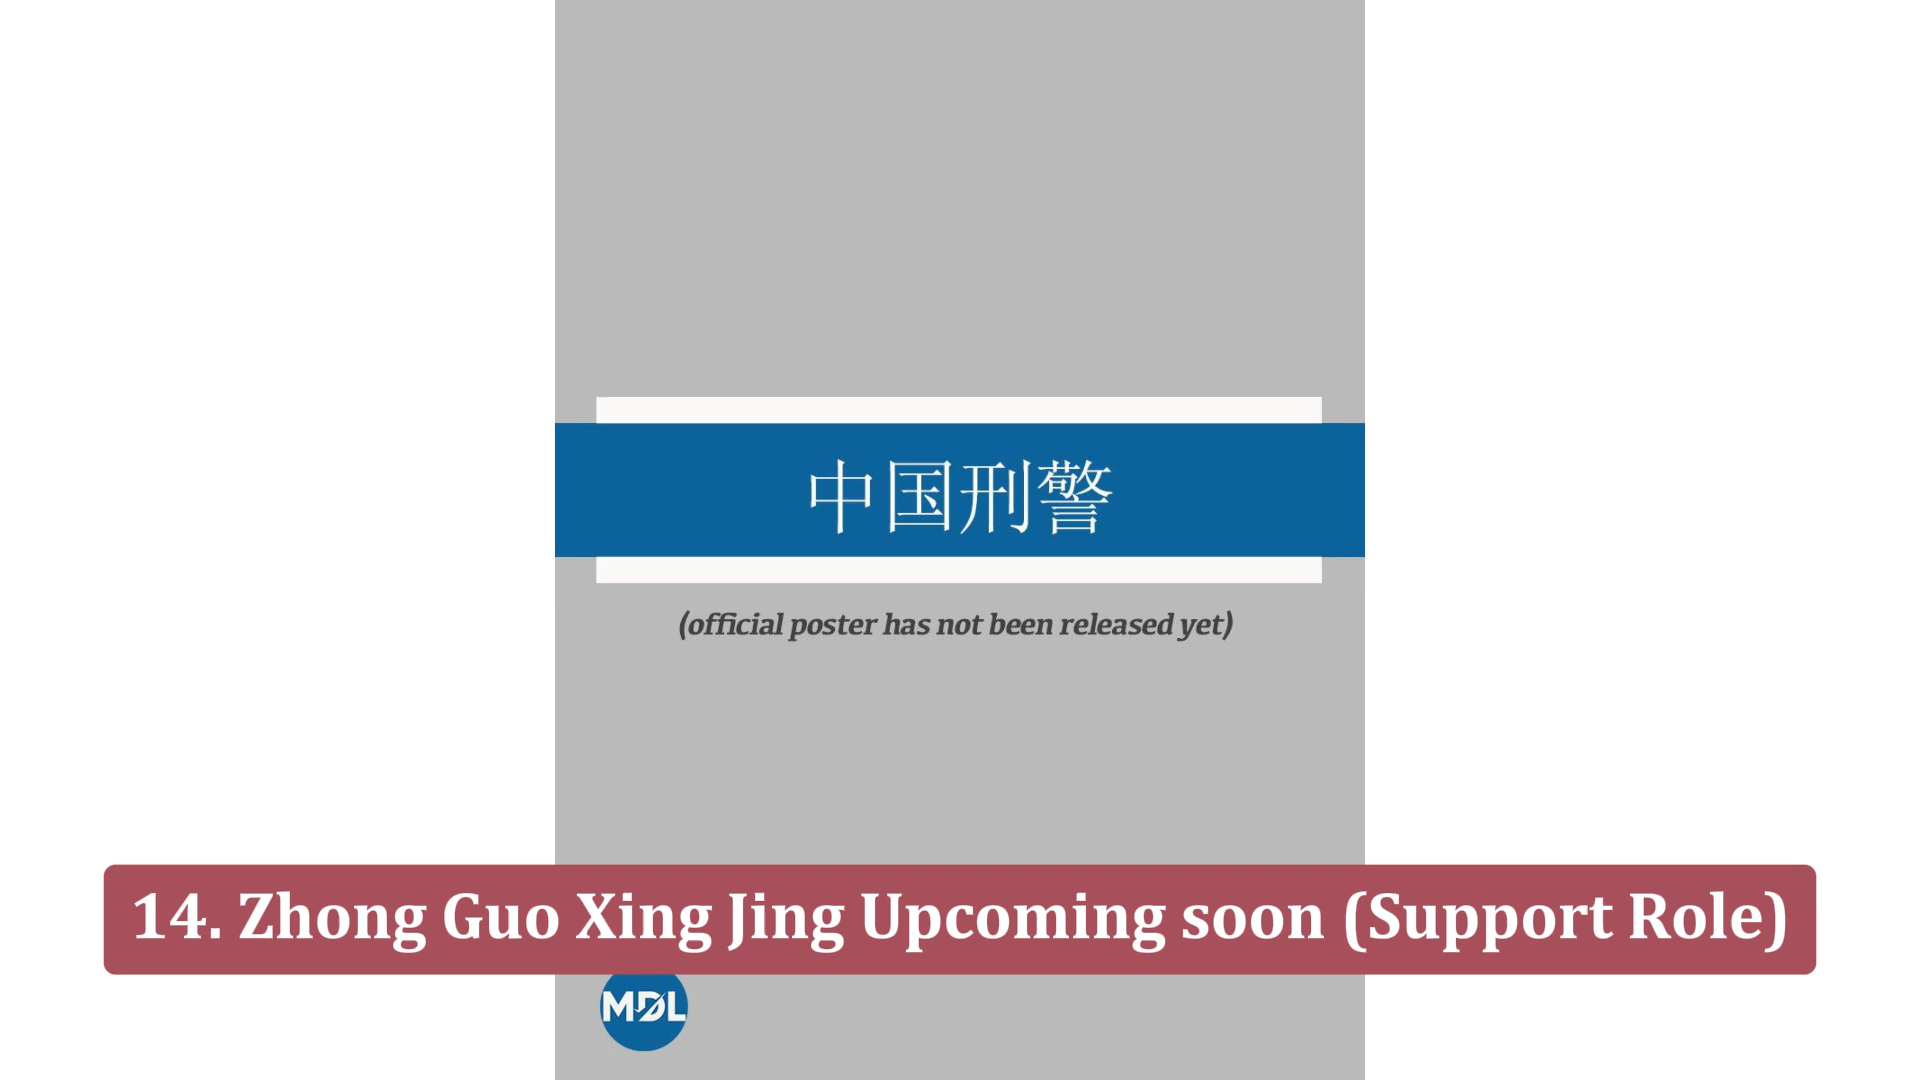 中国刑警
(official poster has not been released yet)
14. Zhong Guo Xing Jing Upcoming soon (Support Role)
MDL